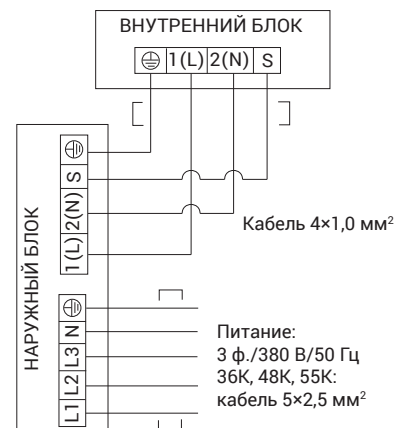 ВНУТРЕННИЙ БЛОК
1(L) 2(N) S
НАРУЖНЫЙ БЛОК
S
2(N)
1(L)
Кабель 4×1,0 мм²
N
L3
L2
L1
Питание:
3 ф./380 В/50 Гц
36K, 48K, 55K:
кабель 5×2,5 мм²